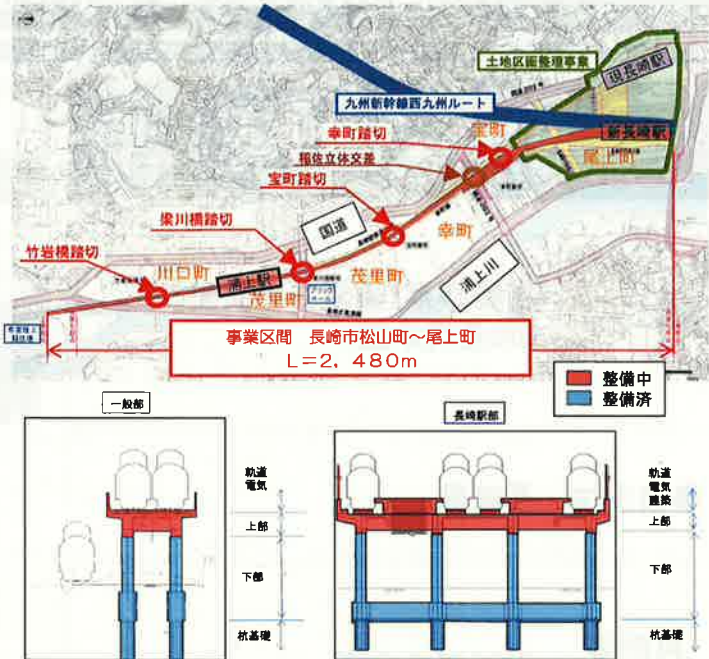 土地区画整理事業
現長崎駅
九州新幹線西九州ルート
新長崎駅
幸町踏切
宝町
尾上町
稲佐立体交差
宝町踏切
梁川橋踏切
国道
幸町
竹岩橋踏切
川口町
浦上駅
茂里町
茂里町
浦上川
事業区間 長崎市松山町～尾上町
L=2,480m
整備中
整備済
一般部
長崎駅部
軌道
電気
上部
下部
杭基礎
軌道
電気
建築
上部
下部
杭基礎